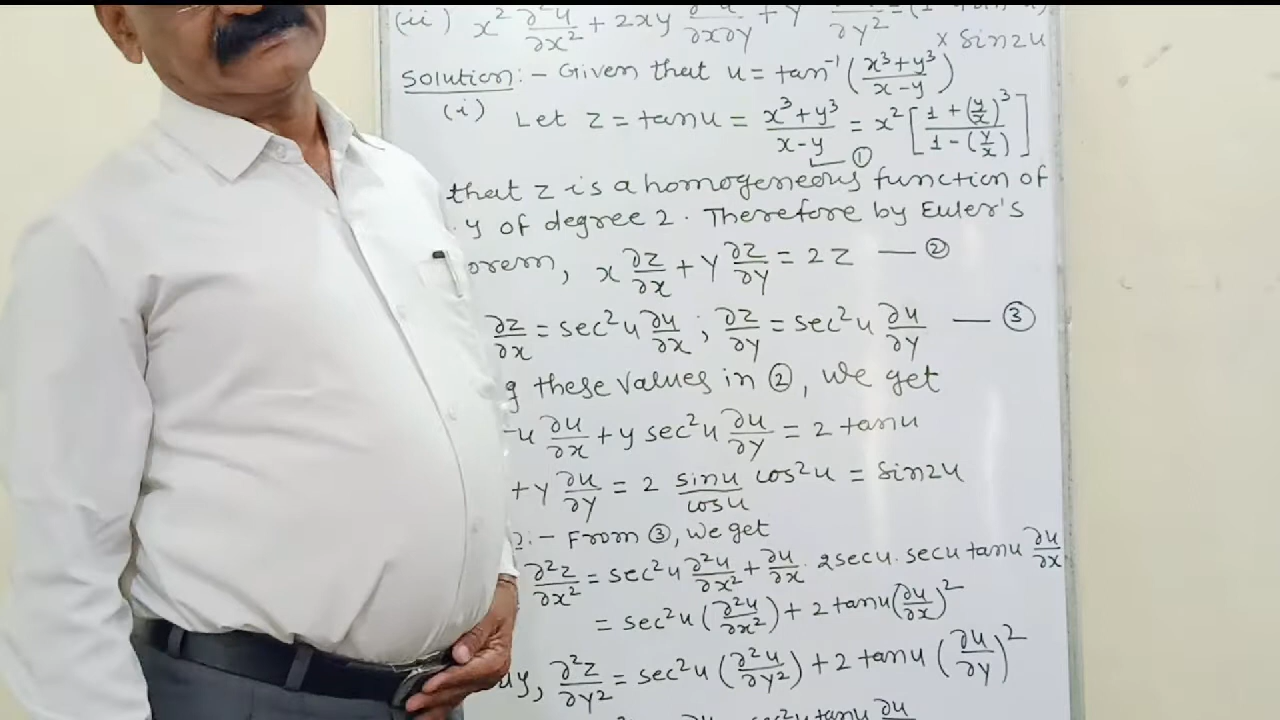 (ii) x² ∂²u/∂x² + 2xy ∂²u/∂x∂y + y² ∂²u/∂y² =
× sin2u
Solution:- Given that u = tan⁻¹ (x³+y³/x-y)
(i) Let z = tanu = x³+y³/x-y = x² [1+(y/x)³/1-(y/x)]
①
that z is a homogeneous function of
y of degree 2. Therefore by Euler's
orem, x ∂z/∂x + y ∂z/∂y = 2z — ②
∂z/∂x = sec²u ∂u/∂x ; ∂z/∂y = sec²u ∂u/∂y — ③
g these values in ②, we get
u ∂u/∂x + y sec²u ∂u/∂y = 2 tanu
+ y ∂u/∂y = 2 sinu/cosu cos²u = sin2u
:- From ③, we get
∂²z/∂x² = sec²u ∂²u/∂x² + ∂u/∂x · 2secu. secu tanu ∂u/∂x
= sec²u (∂²u/∂x²) + 2 tanu (∂u/∂x)²
y, ∂²z/∂y² = sec²u (∂²u/∂y²) + 2 tanu (∂u/∂y)²